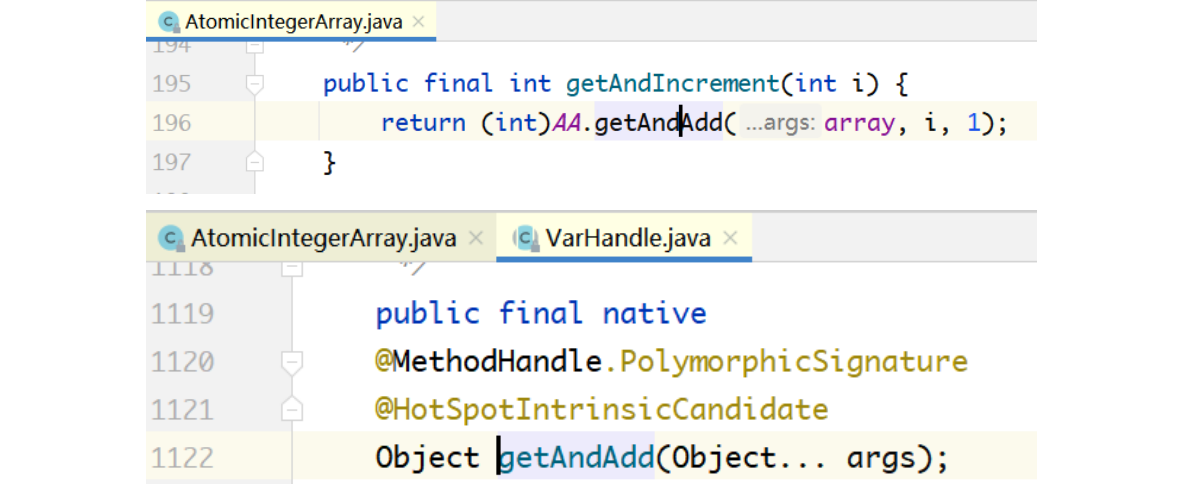 AtomicIntegerArray.java
194 */
195 public final int getAndIncrement(int i) {
196 return (int)AA.getAndAdd( ...args: array, i, 1);
197 }
AtomicIntegerArray.java VarHandle.java
1118 */
1119 public final native
1120 @MethodHandle.PolymorphicSignature
1121 @HotSpotIntrinsicCandidate
1122 Object getAndAdd(Object... args);